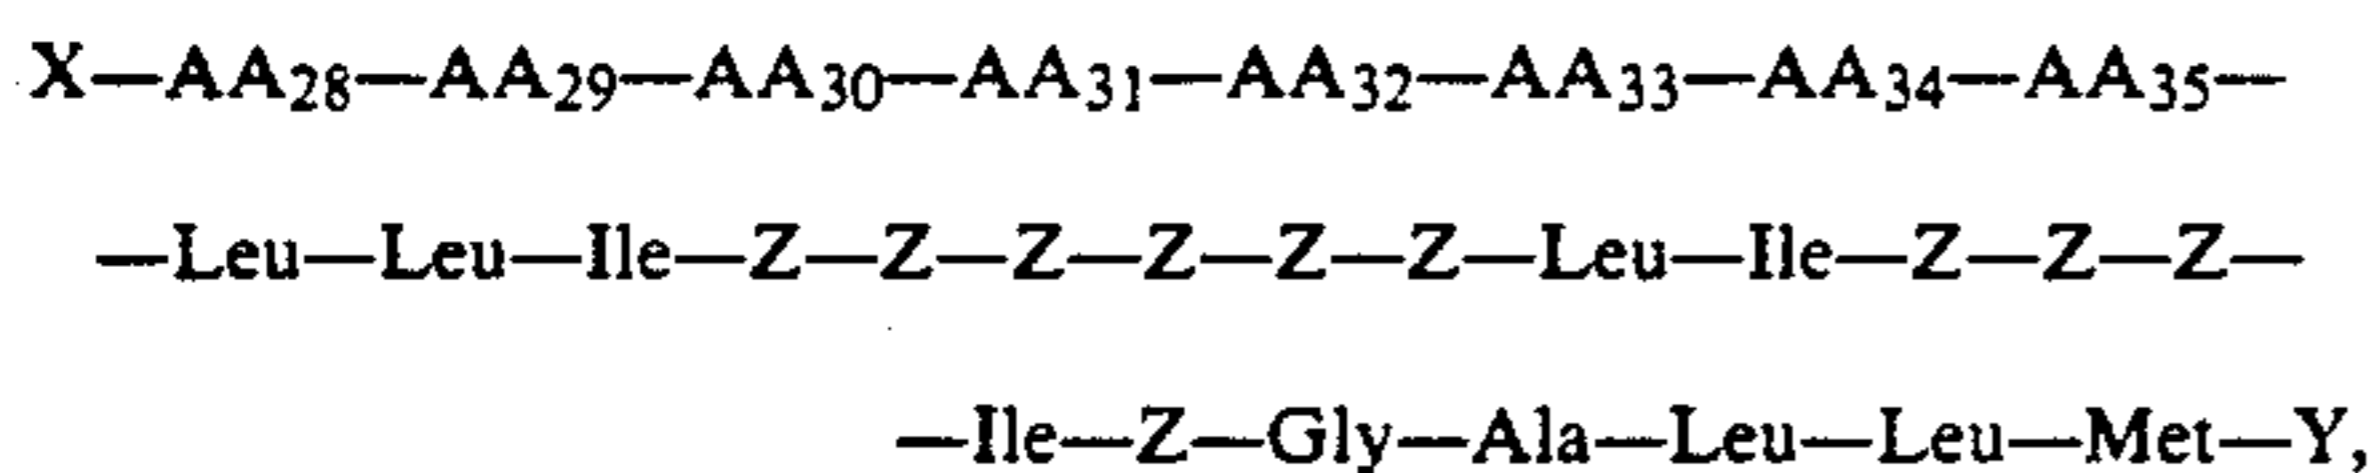 X—AA28—AA29—AA30—AA31—AA32—AA33—AA34—AA35—
—Leu—Leu—Ile—Z—Z—Z—Z—Z—Z—Leu—Ile—Z—Z—Z—
—Ile—Z—Gly—Ala—Leu—Leu—Met—Y,